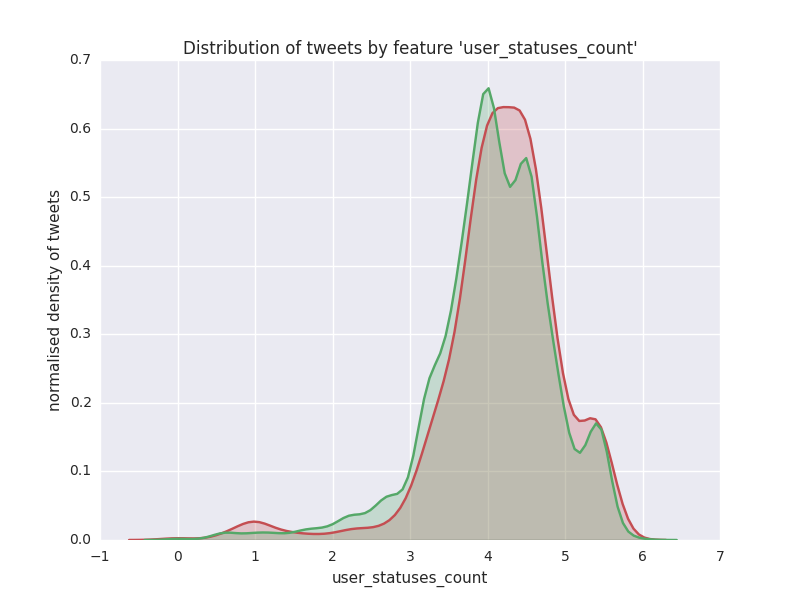 Distribution of tweets by feature 'user_statuses_count'
0.7
0.6
0.5
0.4
0.3
0.2
0.1
0.0
normalised density of tweets
−1 0 1 2 3 4 5 6 7
user_statuses_count